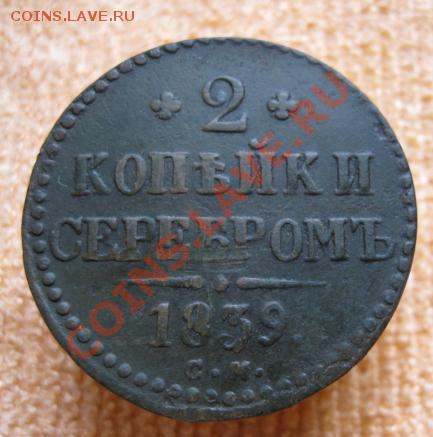 COINS.LAVE.RU
2
КОПѢЙКИ
СЕРЕБРОМЪ
1839.
С. М.
COINS.LAVE.RU